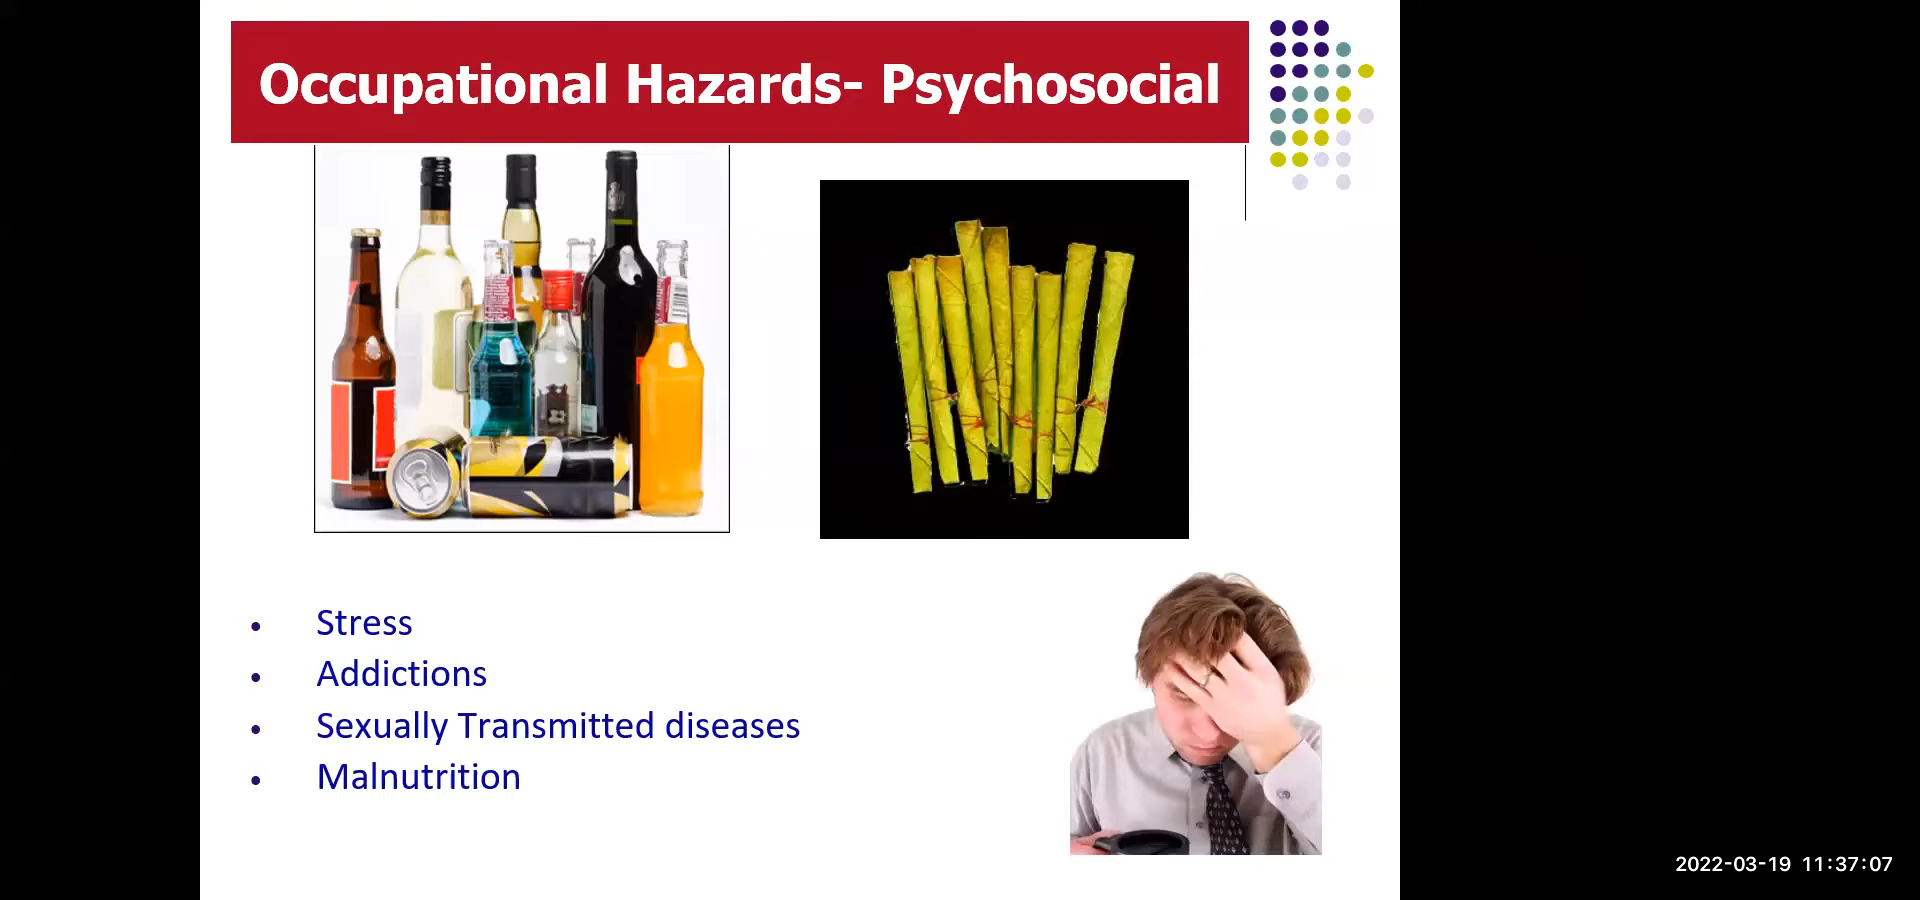 Occupational Hazards- Psychosocial
• Stress
• Addictions
• Sexually Transmitted diseases
• Malnutrition
2022-03-19 11:37:07